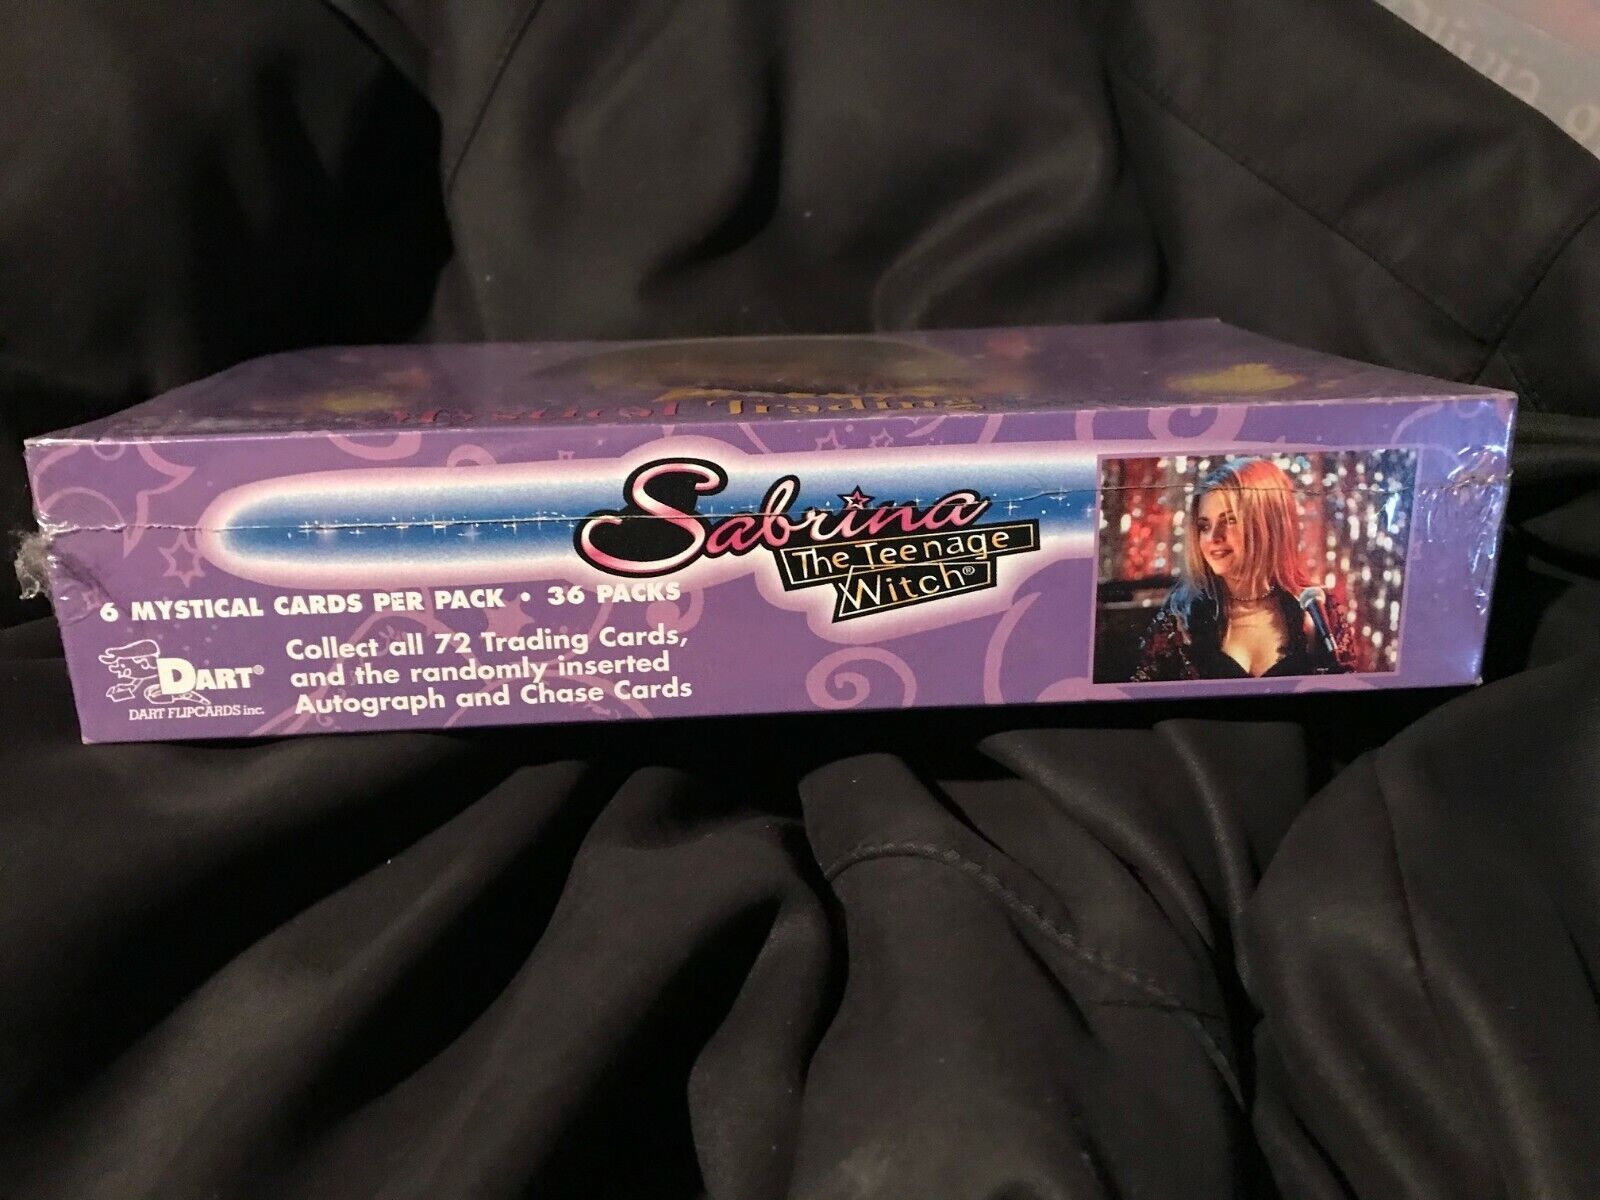 Sabrina
The Teenage
Witch®
6 MYSTICAL CARDS PER PACK • 36 PACKS
Collect all 72 Trading Cards,
and the randomly inserted
Autograph and Chase Cards
DART®
DART FLIPCARDS inc.